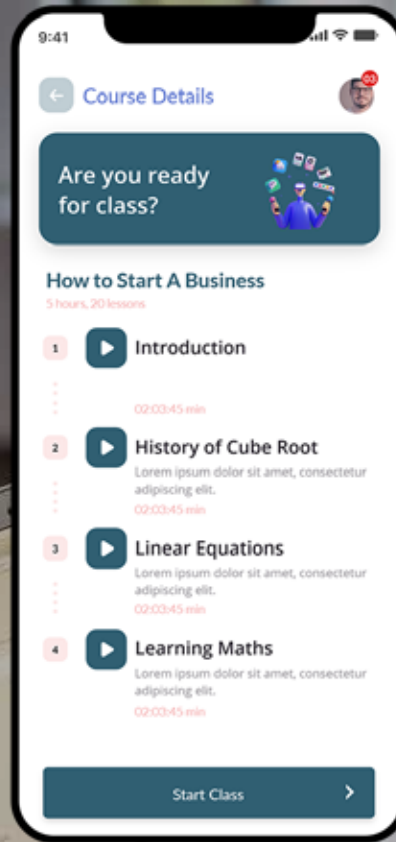 9:41
Course Details
03
Are you ready
for class?
How to Start A Business
5 hours, 20 lessons
1
Introduction
02:03:45 min
2
History of Cube Root
Lorem ipsum dolor sit amet, consectetur
adipiscing elit.
02:03:45 min
3
Linear Equations
Lorem ipsum dolor sit amet, consectetur
adipiscing elit.
02:03:45 min
4
Learning Maths
Lorem ipsum dolor sit amet, consectetur
adipiscing elit.
02:03:45 min
Start Class